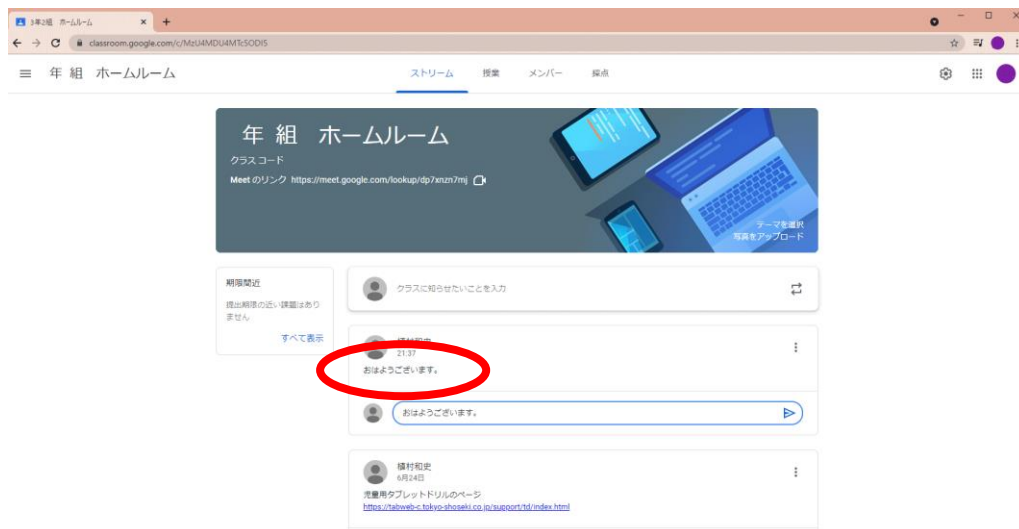 3年2組 ホームルーム
classroom.google.com/c/MzU4MDU4MTc5ODI5
年 組 ホームルーム
ストリーム 授業 メンバー 採点
年 組 ホームルーム
クラス コード
Meet のリンク https://meet.google.com/lookup/dp7xnzn7mj
テーマを選択
写真をアップロード
期限間近
提出期限の近い課題はあり
ません
すべて表示
クラスに知らせたいことを入力
21:37
おはようございます。
おはようございます。
植村和史
6月24日
児童用タブレットドリルのページ
https://tabweb-c.tokyo-shoseki.co.jp/support/td/index.html